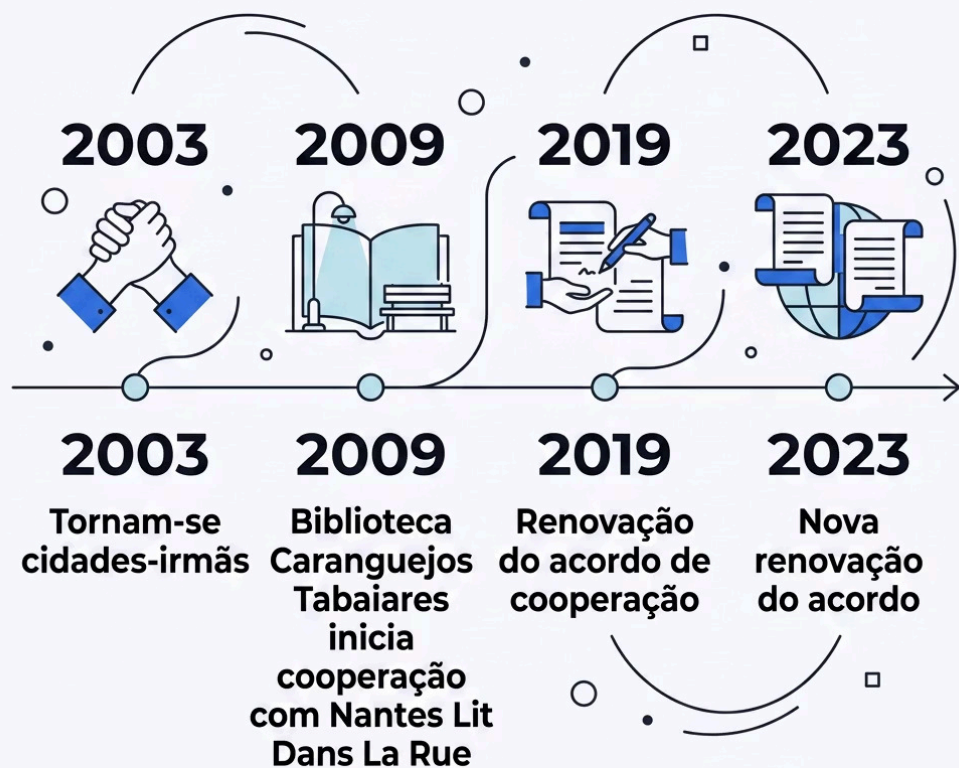 2003
2009
2019
2023
2003
Tornam-se
cidades-irmãs
2009
Biblioteca
Caranguejos
Tabaiares
inicia
cooperação
com Nantes Lit
Dans La Rue
2019
Renovação
do acordo de
cooperação
2023
Nova
renovação
do acordo